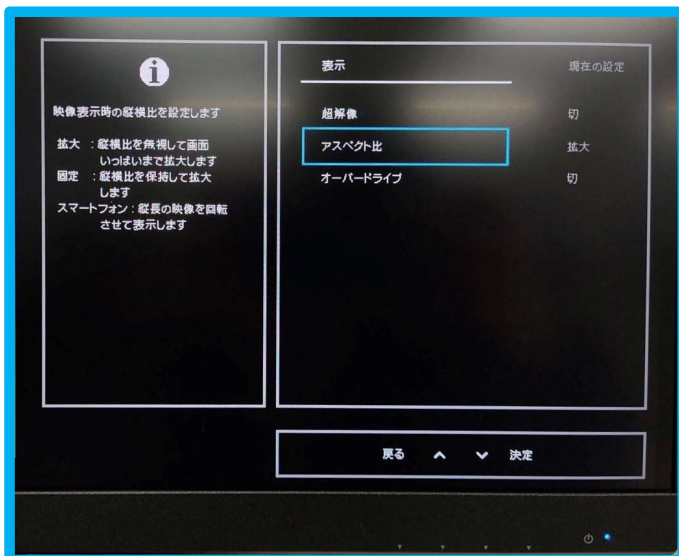 映像表示時の縦横比を設定します
拡大 :縦横比を無視して画面
いっぱいまで拡大します
固定 :縦横比を保持して拡大
します
スマートフォン:縦長の映像を回転
させて表示します
表示 現在の設定
超解像 切
アスペクト比 拡大
オーバードライブ 切
戻る 決定